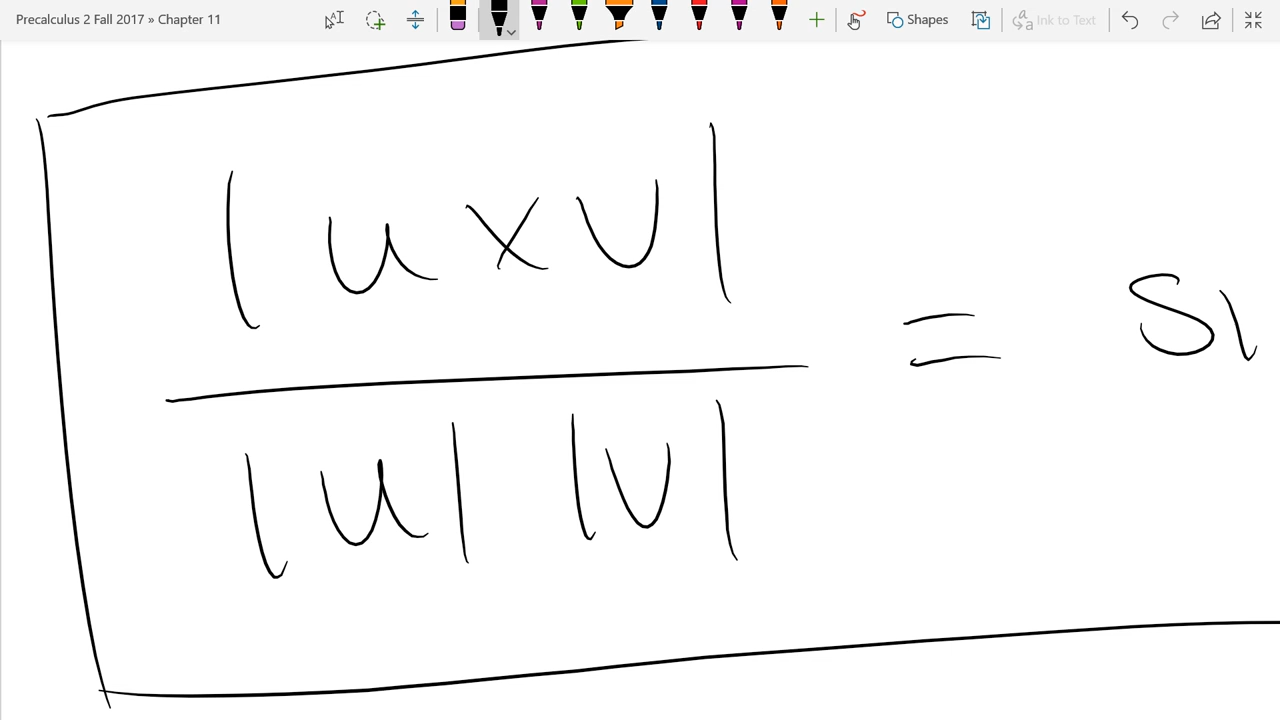 Precalculus 2 Fall 2017 » Chapter 11
Shapes
Ink to Text
| u × v |
= 
| u | | v |